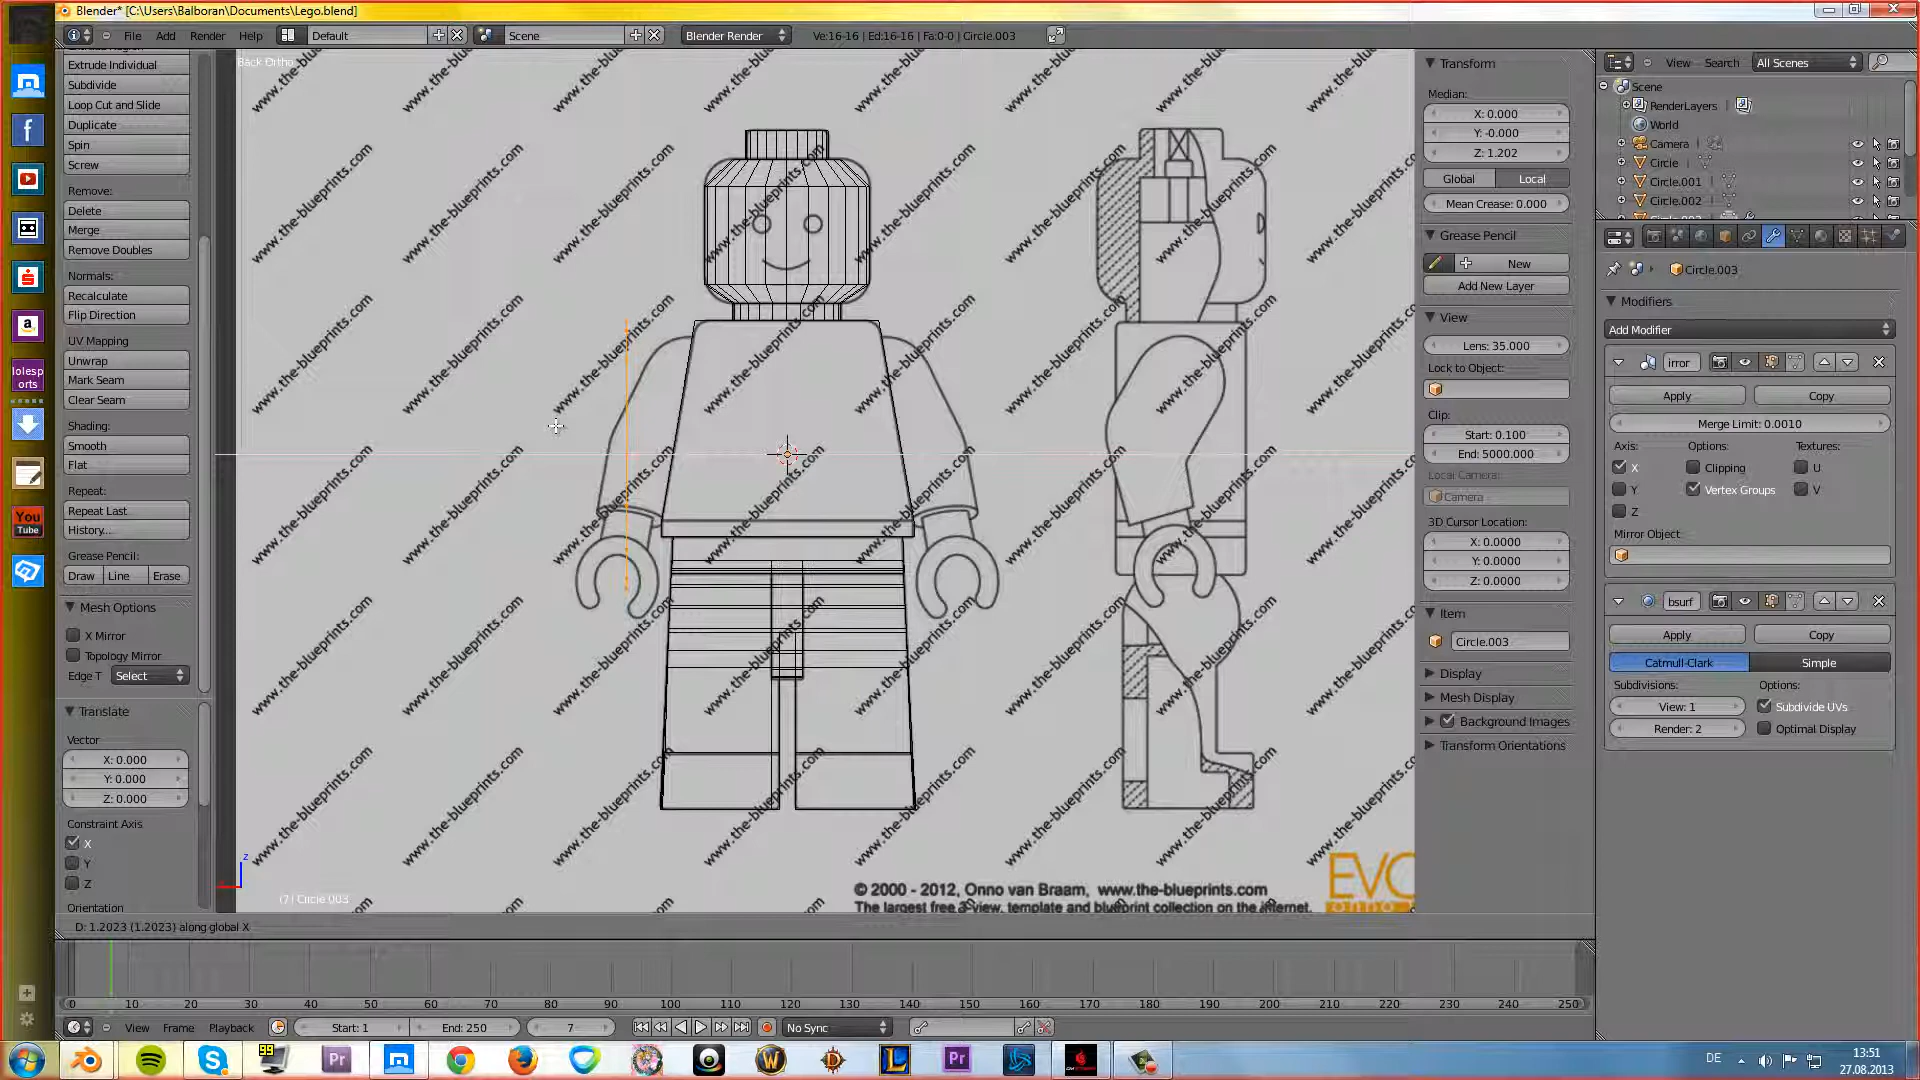 Blender* [C:\Users\Balboran\Documents\Lego.blend]
File Add Render Help Default Scene Blender Render Ve:16-16 | Ed:16-16 | Fa:0-0 | Circle.003
Back Ortho
Extrude Individual
Subdivide
Loop Cut and Slide
Duplicate
Spin
Screw
Remove:
Delete
Merge
Remove Doubles
Normals:
Recalculate
Flip Direction
UV Mapping
Unwrap
Mark Seam
Clear Seam
Shading:
Smooth
Flat
Repeat:
Repeat Last
History...
Grease Pencil:
Draw Line Erase
Mesh Options
X Mirror
Topology Mirror
Edge T Select
Translate
Vector
X: 0.000
Y: 0.000
Z: 0.000
Constraint Axis
X
Y
Z
Orientation
lolesp
orts
You
Tube
www.the-blueprints.com
z
(7) Circle.003
© 2000 - 2012, Onno van Braam, www.the-blueprints.com
The largest free 3-view, template and blueprint collection on the internet.
EVO
D: 1.2023 (1.2023) along global X
Transform
Median:
X: 0.000
Y: -0.000
Z: 1.202
Global Local
Mean Crease: 0.000
Grease Pencil
New
Add New Layer
View
Lens: 35.000
Lock to Object:
Clip:
Start: 0.100
End: 5000.000
Local Camera:
Camera
3D Cursor Location:
X: 0.0000
Y: 0.0000
Z: 0.0000
Item
Circle.003
Display
Mesh Display
Background Images
Transform Orientations
View Search All Scenes
Scene
RenderLayers
World
Camera
Circle
Circle.001
Circle.002
Circle.003
Modifiers
Add Modifier
irror
Apply Copy
Merge Limit: 0.0010
Axis: Options: Textures:
X Clipping U
Y Vertex Groups V
Z
Mirror Object:
bsurf
Apply Copy
Catmull-Clark Simple
Subdivisions: Options:
View: 1 Subdivide UVs
Render: 2 Optimal Display
0 10 20 30 40 50 60 70 80 90 100 110 120 130 140 150 160 170 180 190 200 210 220 230 240 250
View Frame Playback Start: 1 End: 250 7 No Sync
99 Pr Pr DE 13:51
27.08.2013